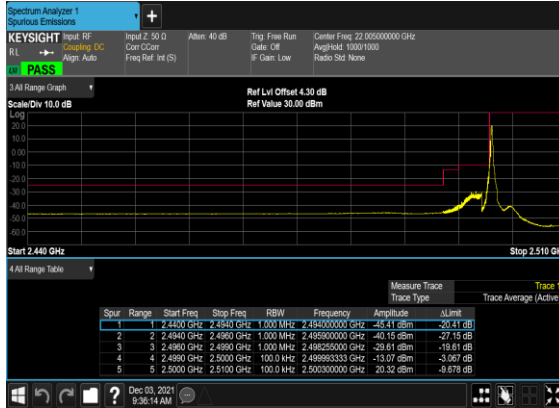 Spectrum Analyzer 1
Spurious Emissions
KEYSIGHT Input: RF Input Z: 50 Ω Atten: 40 dB Trig: Free Run Center Freq: 22.005000000 GHz
RL Coupling: DC Corr CCorr Gate: Off Avg|Hold: 1000/1000
Align: Auto Freq Ref: Int (S) IF Gain: Low Radio Std: None
PASS
3 All Range Graph Ref Lvl Offset 4.30 dB
Scale/Div 10.0 dB Ref Value 30.00 dBm
Log
20.0
10.0
0.00
-10.0
-20.0
-30.0
-40.0
-50.0
-60.0
Start 2.440 GHz Stop 2.510 GH
4 All Range Table
Measure Trace Trace 1
Trace Type Trace Average (Active
Spur Range Start Freq Stop Freq RBW Frequency Amplitude ΔLimit
1 1 2.4400 GHz 2.4940 GHz 1.000 MHz 2.494000000 GHz -45.41 dBm -20.41 dB
2 2 2.4940 GHz 2.4960 GHz 1.000 MHz 2.495900000 GHz -40.15 dBm -27.15 dB
3 3 2.4960 GHz 2.4990 GHz 1.000 MHz 2.498255000 GHz -29.61 dBm -19.61 dB
4 4 2.4990 GHz 2.5000 GHz 100.0 kHz 2.499993333 GHz -13.07 dBm -3.067 dB
5 5 2.5000 GHz 2.5100 GHz 100.0 kHz 2.500300000 GHz 20.32 dBm -9.678 dB
? Dec 03, 2021
9:36:14 AM